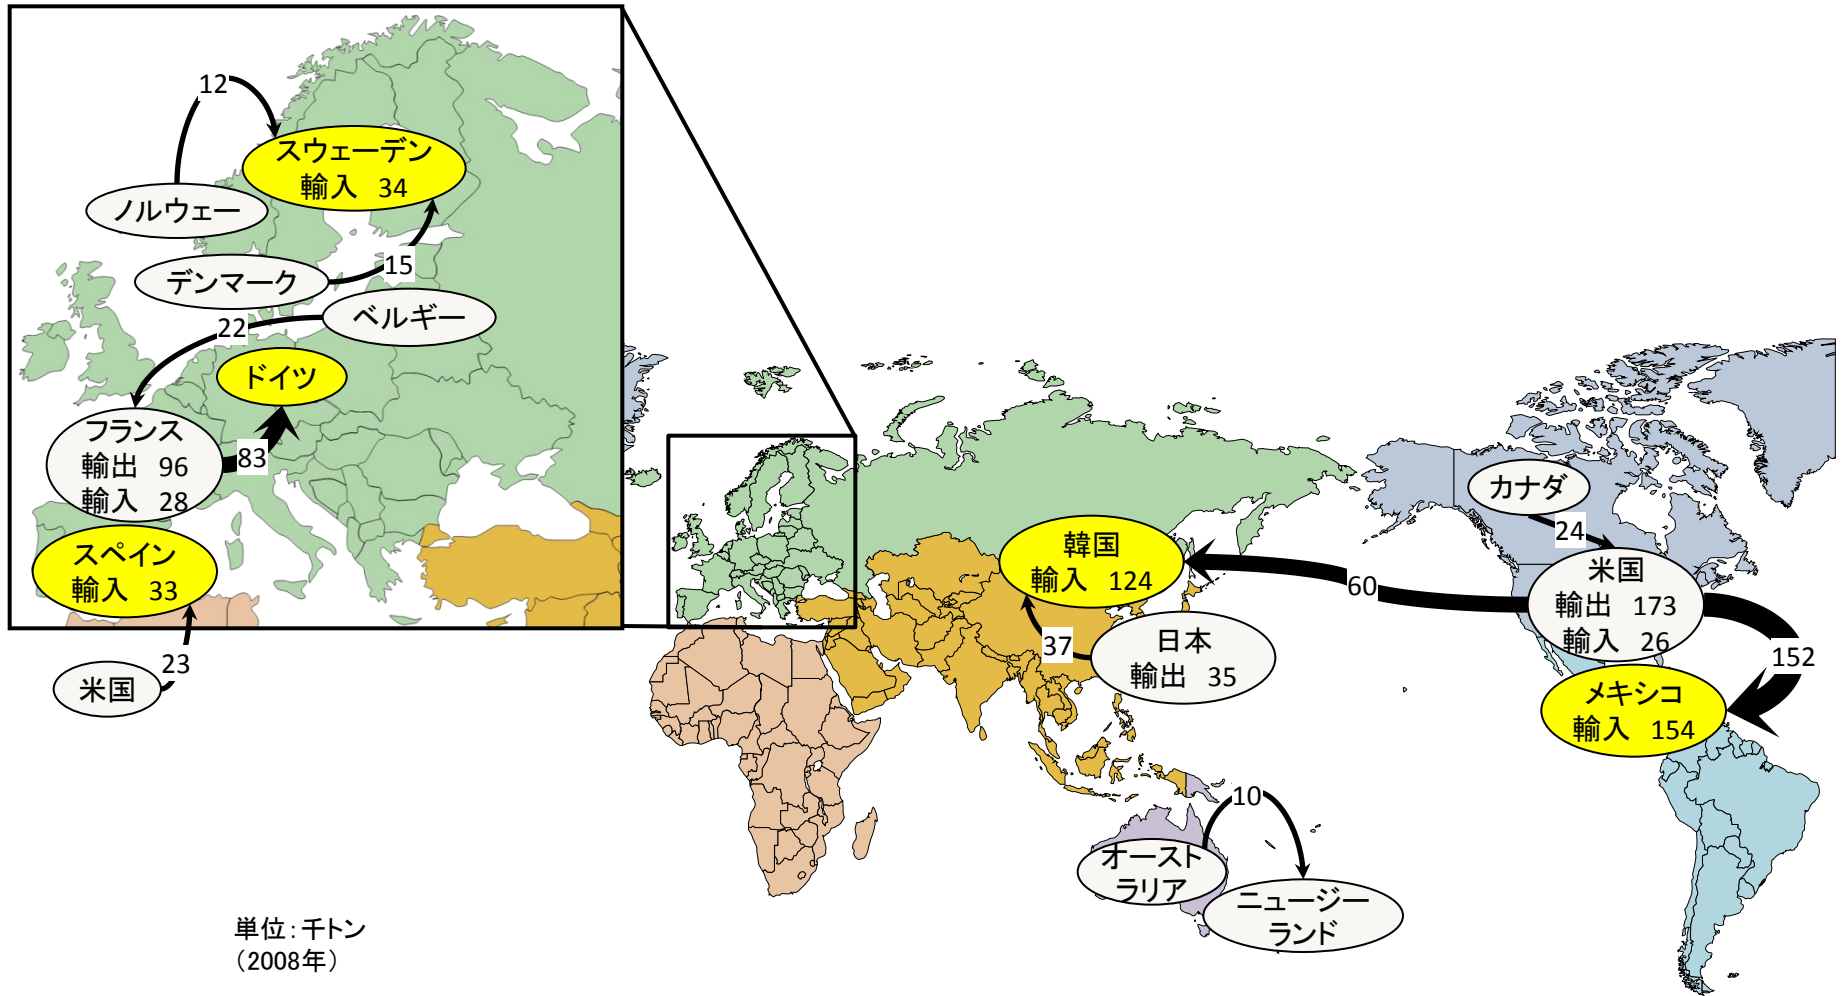 12
スウェーデン
輸入 34
ノルウェー
デンマーク
15
ベルギー
22
ドイツ
フランス
輸出 96
輸入 28
83
スペイン
輸入 33
23
米国
韓国
輸入 124
37
日本
輸出 35
60
カナダ
24
米国
輸出 173
輸入 26
152
メキシコ
輸入 154
10
オースト
ラリア
ニュージー
ランド
単位：千トン
（2008年）